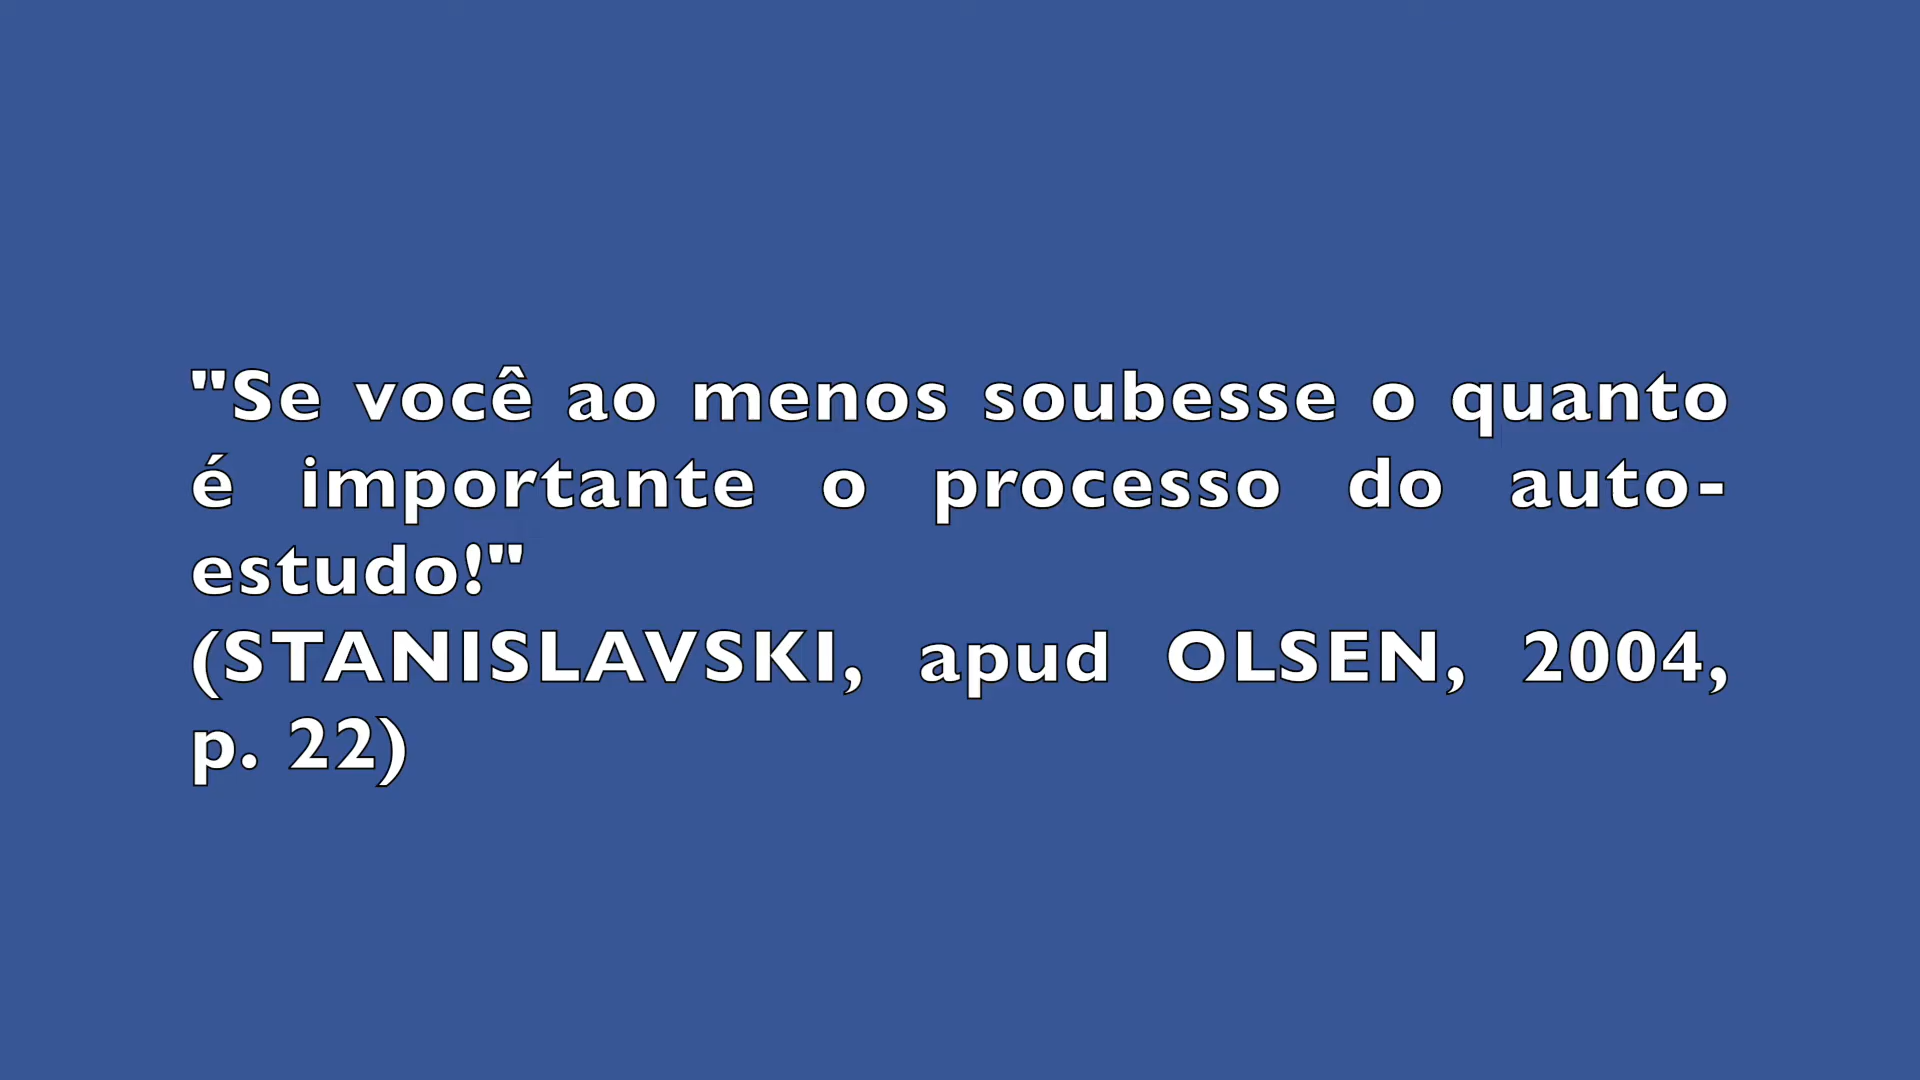 "Se você ao menos soubesse o quanto
é importante o processo do auto-
estudo!"
(STANISLAVSKI, apud OLSEN, 2004,
p. 22)